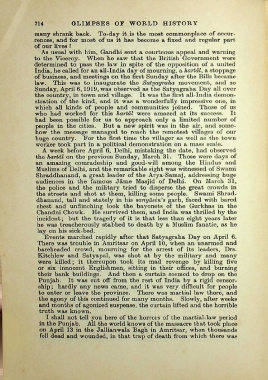 714 GLIMPSES OF WORLD HISTORY
many shrank back. To-day it is the most commonplace of occur-
rences, and for most of us it has become a fixed and regular part
of our lives!
As usual with him, Gandhi sent a courteous appeal and warning
to the Viceroy. When he saw that the British Government were
determined to pass the law in spite of the opposition of a united
India, he called for an all-India day of mourning, a hartal, a stoppage
of business, and meetings on the first Sunday after the Bills became
law. This was to inaugurate the Satyagraha movement, and so
Sunday, April 6, 1919, was observed as the Satyagraha Day all over
the country, in town and village. It was the first all-India demon-
stration of the kind, and it was a wonderfully impressive one, in
which all kinds of people and communities joined. Those of us
who had worked for this hartal were amazed at its success. It
had been possible for us to approach only a limited number of
people in the cities. But a new spirit was in the air, and some-
how the message managed to reach the remotest villages of our
huge country. For the first time the villager as well as the town
worker took part in a political demonstration on a mass scale.
A week before April 6, Delhi, mistaking the date, had observed
the hartal on the previous Sunday, March 31. Those were days of
an amazing comradeship and good-will among the Hindus and
Muslims of Delhi, and the remarkable sight was witnessed of Swami
Shraddhanand, a great leader of the Arya Samaj, addressing huge
audiences in the famous Jame Masjid of Delhi. On March 31,
the police and the military tried to disperse the great crowds in
the streets and shot at them, killing some people. Swami Shrad-
dhanand, tall and stately in his sanyasin's garb, faced with bared
chest and unflinching look the bayonets of the Gurkhas in the
Chandni Chowk. He survived them, and India was thrilled by the
incident; but the tragedy of it is that less than eight years later
he was treacherously stabbed to death by a Muslim fanatic, as he
lay on his sick-bed.
Events marched rapidly after that Satyagraha Day on April 6.
There was trouble in Amritsar on April 10, when an unarmed and
bareheaded crowd, mourning for the arrest of its leaders, Drs.
Kitchlew and Satyapal, was shot at by the military and many
were killed; it thereupon took its mad revenge by killing five
or six innocent Englishmen, sitting in their offices, and burning
their bank buildings. And then a curtain seemed to drop on the
Punjab. It was cut off from the rest of India by a rigid censor-
ship; hardly any news came, and it was very difficult for people
to enter or leave the province. There was martial law there, and
the agony of this continued for many months. Slowly, after weeks
and months of agonized suspense, the curtain lifted and the horrible
truth was known.
I shall not tell you here of the horrors of the martial-law period
in the Punjab. All the world knows of the massacre that took place
on April 13 in the Jallianwala Bagh in Amritsar, when thousands
fell dead and wounded, in that trap of death from which there was